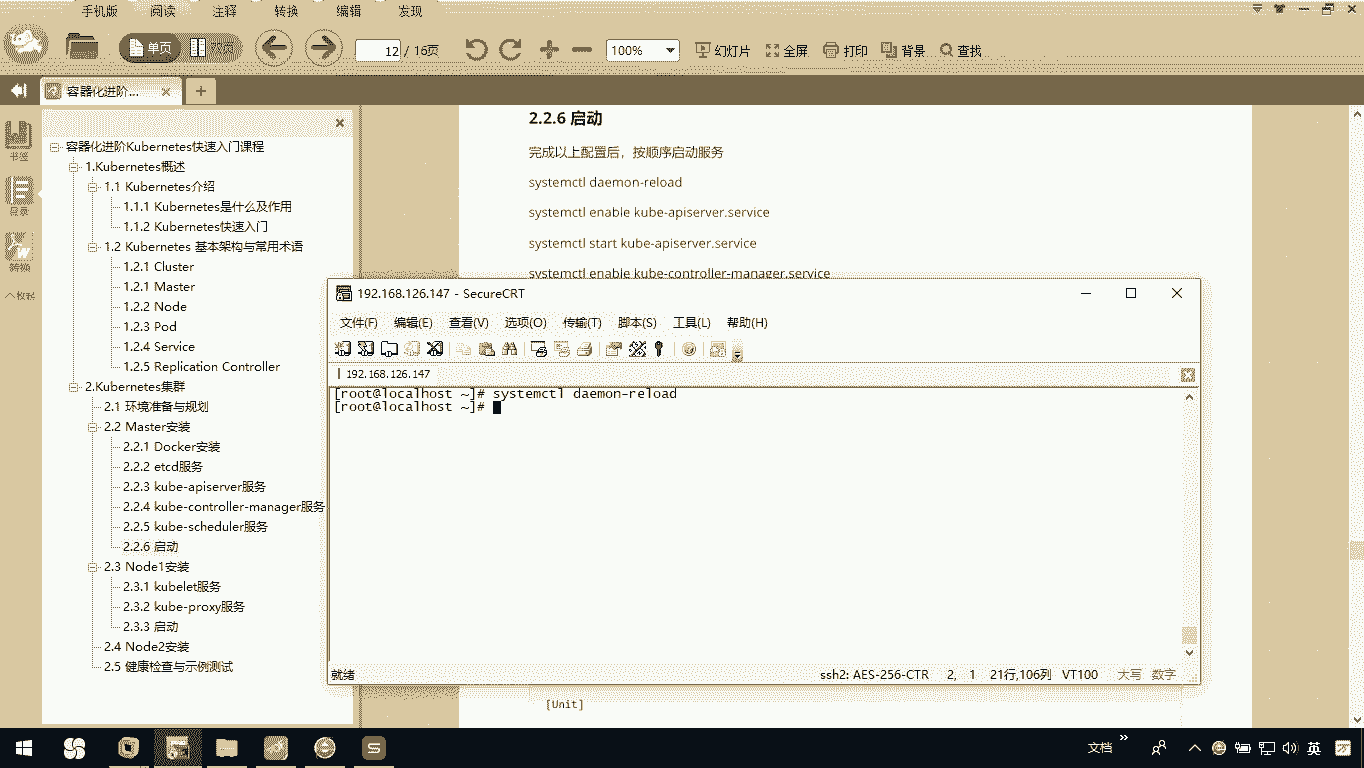 手机版 阅读 注释 转换 编辑 发现
单页 12 / 16页 100% 幻灯片 全屏 打印 背景 查找
容器化进阶...
书签
目录
转换
容器化进阶Kubernetes快速入门课程
1.Kubernetes概述
1.1 Kubernetes介绍
1.1.1 Kubernetes是什么及作用
1.1.2 Kubernetes快速入门
1.2 Kubernetes 基本架构与常用术语
1.2.1 Cluster
1.2.1 Master
1.2.2 Node
1.2.3 Pod
1.2.4 Service
1.2.5 Replication Controller
2.Kubernetes集群
2.1 环境准备与规划
2.2 Master安装
2.2.1 Docker安装
2.2.2 etcd服务
2.2.3 kube-apiserver服务
2.2.4 kube-controller-manager服务
2.2.5 kube-scheduler服务
2.2.6 启动
2.3 Node1安装
2.3.1 kubelet服务
2.3.2 kube-proxy服务
2.3.3 启动
2.4 Node2安装
2.5 健康检查与示例测试
2.2.6 启动
完成以上配置后，按顺序启动服务
systemctl daemon-reload
systemctl enable kube-apiserver.service
systemctl start kube-apiserver.service
systemctl enable kube-controller-manager.service
192.168.126.147 - SecureCRT
文件(F) 编辑(E) 查看(V) 选项(O) 传输(T) 脚本(S) 工具(L) 帮助(H)
192.168.126.147
[root@localhost ~]# systemctl daemon-reload
[root@localhost ~]#
就绪 ssh2: AES-256-CTR 2, 1 21行,106列 VT100 大写 数字
[Unit]
文档 英